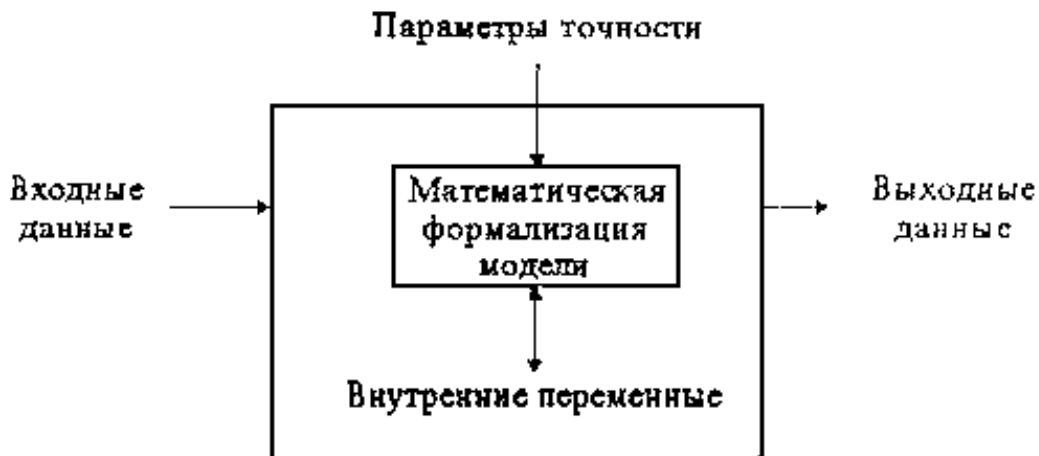 Параметры точности
Входные
данные
Математическая
формализация
модели
Выходные
данные
Внутренние переменные